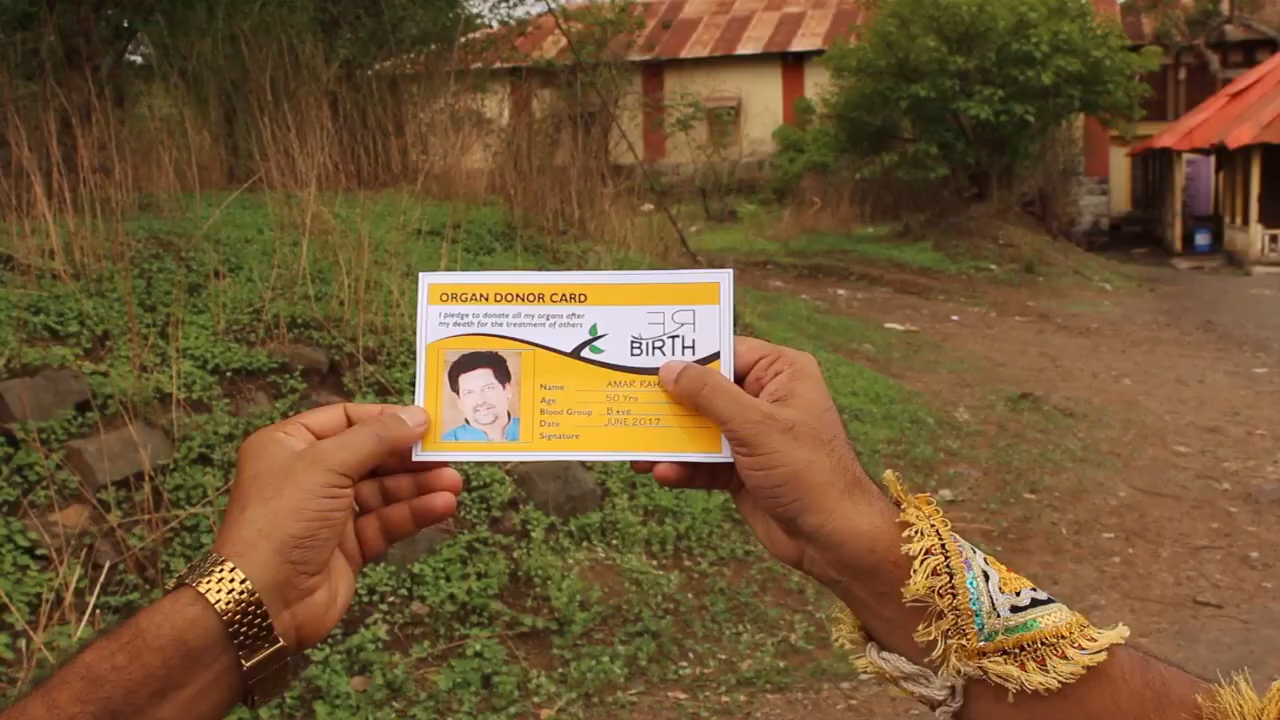 ORGAN DONOR CARD
I pledge to donate all my organs after
my death for the treatment of others
RE
BIRTH
Name AMAR
Age 50 Yrs
Blood Group B +ve
Date JUNE 2017
Signature